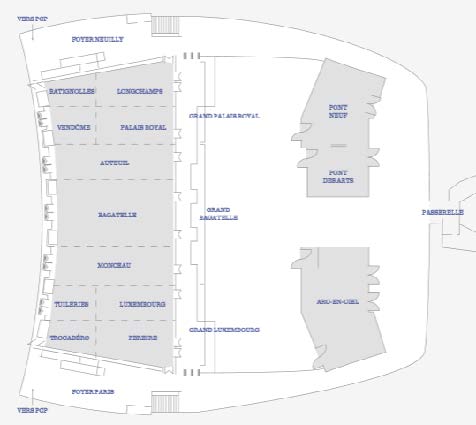 VERS PCP
FOYER NEUILLY
BATIGNOLLES
LONGCHAMPS
VENDÔME
PALAIS ROYAL
GRAND PALAIS ROYAL
PONT
NEUF
AUTEUIL
PONT
DES ARTS
BAGATELLE
GRAND
BAGATELLE
PASSERELLE
MONCEAU
TUILERIES
LUXEMBOURG
ARC-EN-CIEL
TROCADÉRO
PEREIRE
GRAND LUXEMBOURG
FOYER PARIS
VERS PCP